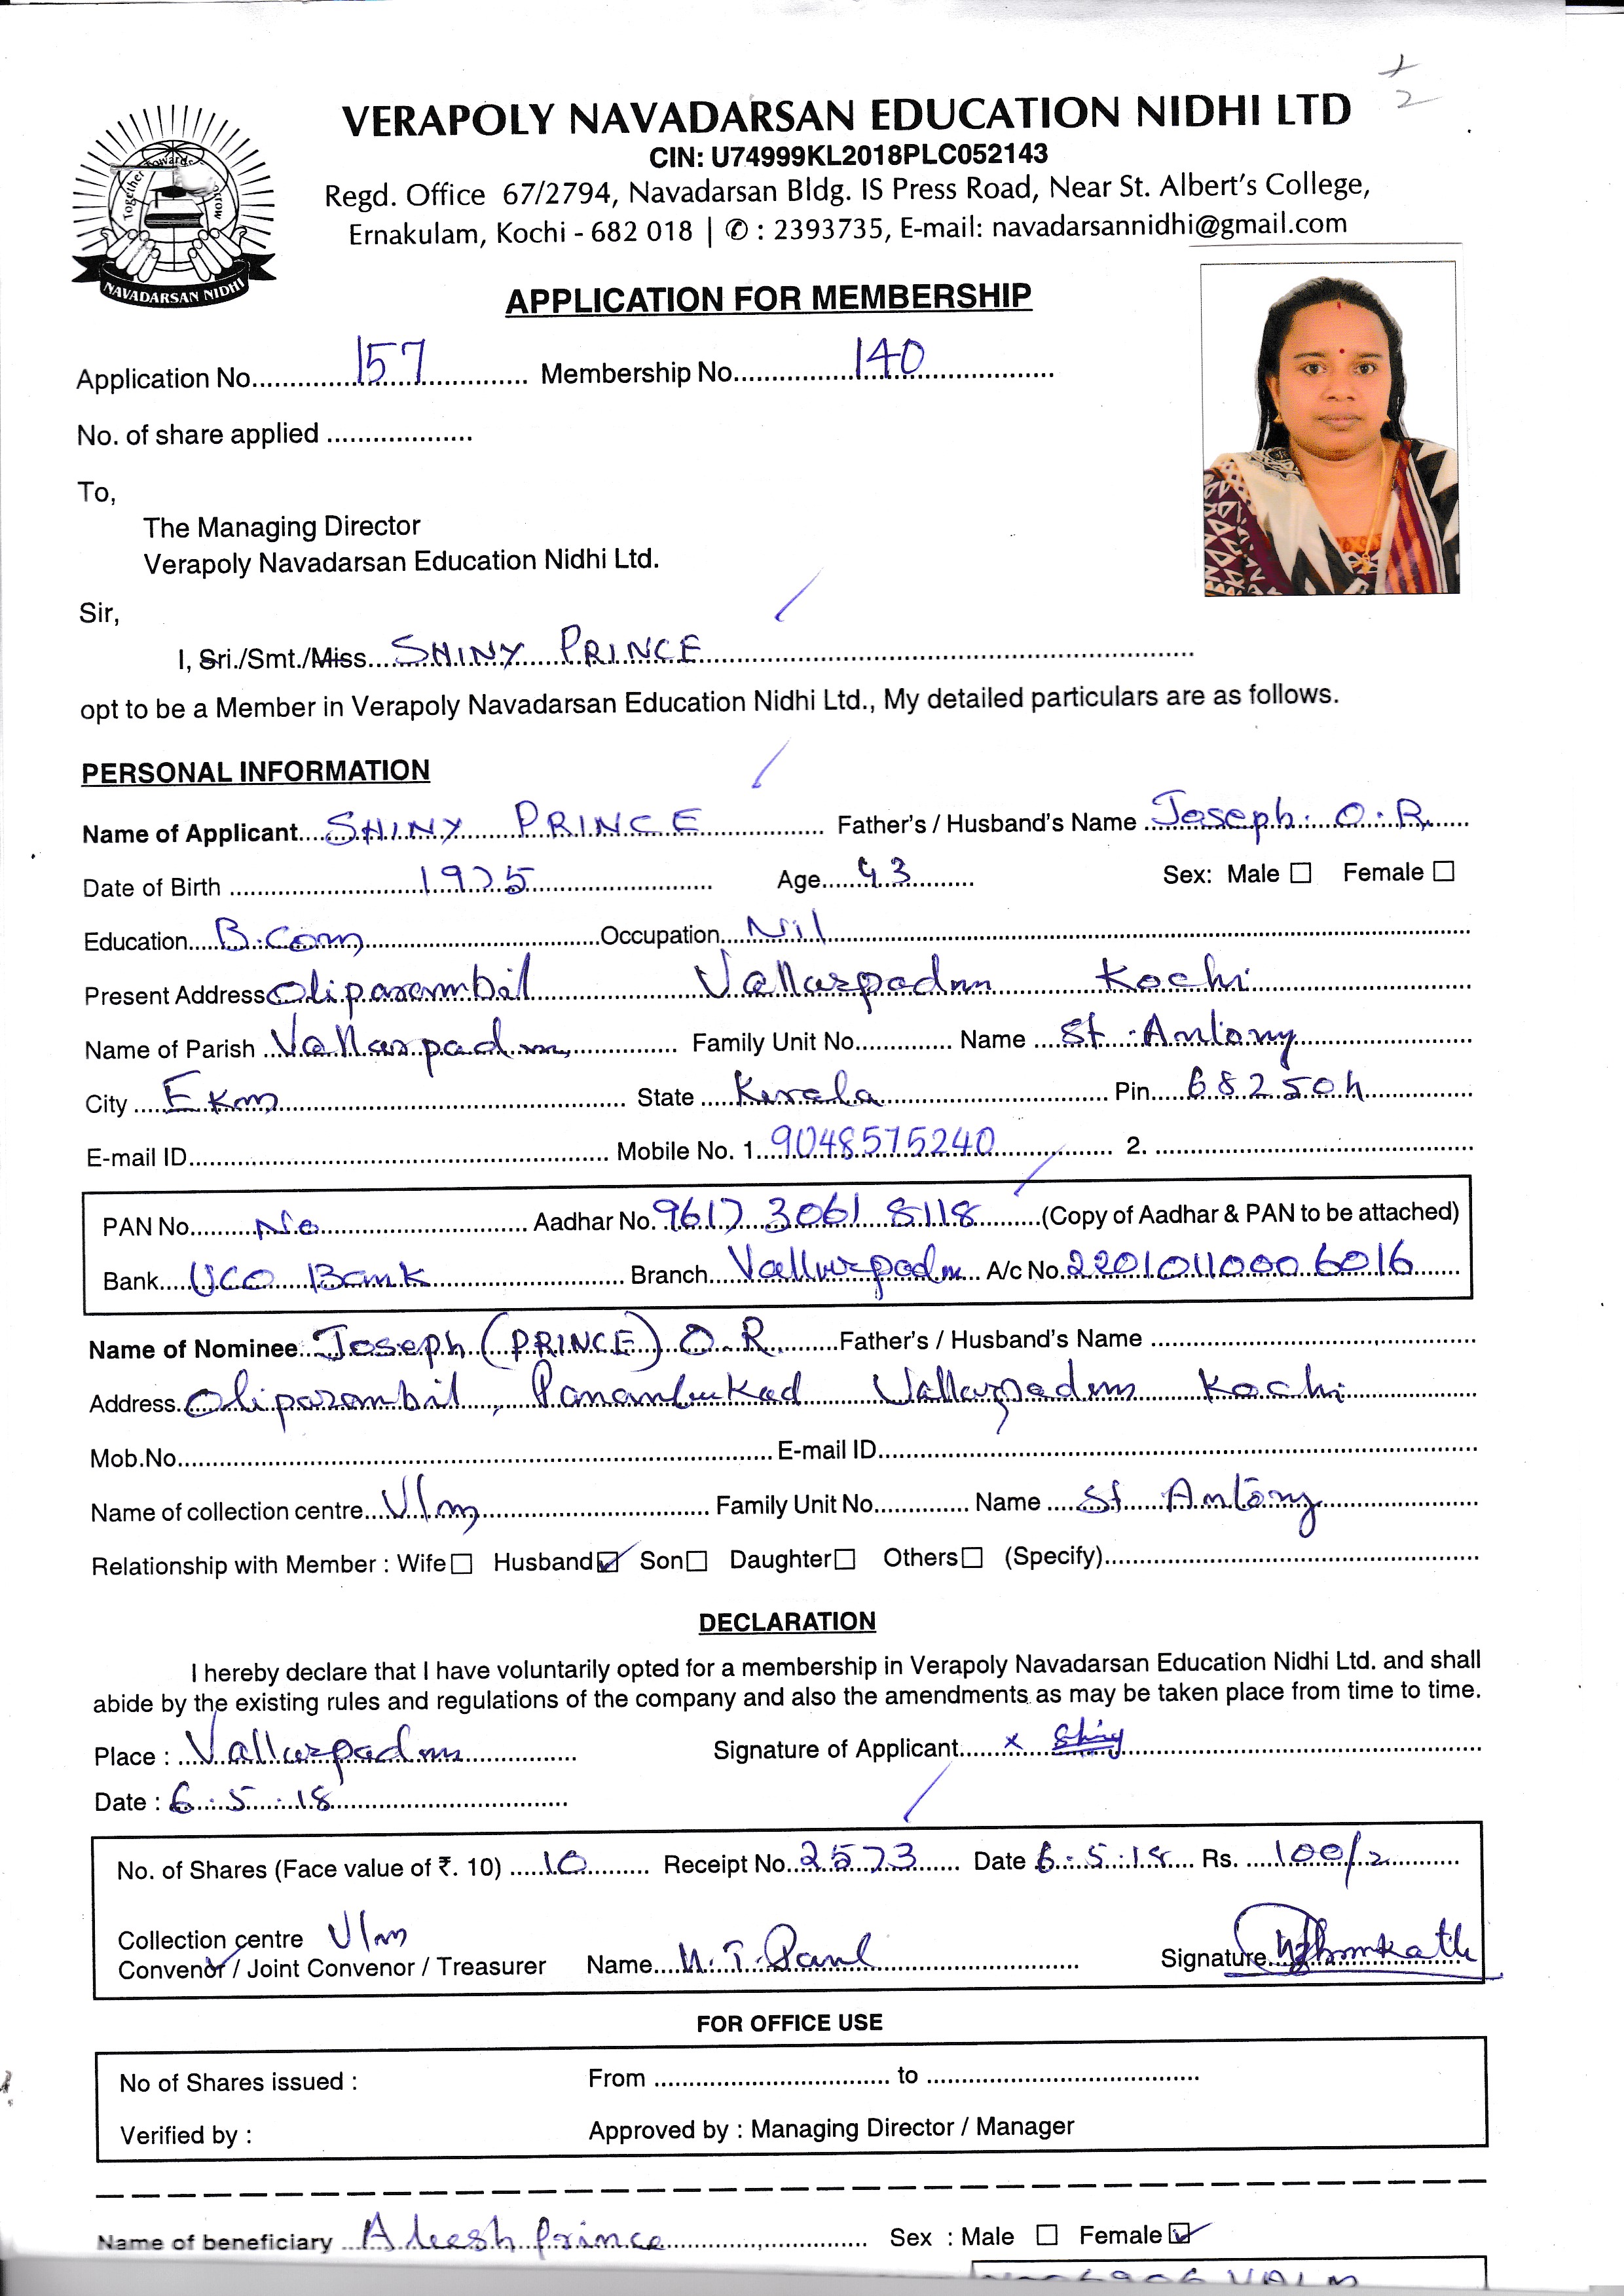 1/2
VERAPOLY NAVADARSAN EDUCATION NIDHI LTD
CIN: U74999KL2018PLC052143
Regd. Office 67/2794, Navadarsan Bldg. IS Press Road, Near St. Albert's College,
Ernakulam, Kochi - 682 018 | ✆ : 2393735, E-mail: navadarsannidhi@gmail.com
Together Towards
NAVADARSAN NIDHI
APPLICATION FOR MEMBERSHIP
Application No. 157 Membership No. 140
No. of share applied
To,
The Managing Director
Verapoly Navadarsan Education Nidhi Ltd.
Sir,
I, Sri./Smt./Miss SHINY PRINCE
opt to be a Member in Verapoly Navadarsan Education Nidhi Ltd., My detailed particulars are as follows.
PERSONAL INFORMATION
Name of Applicant SHINY PRINCE Father's / Husband's Name Joseph. O.R.
Date of Birth 1975 Age 43 Sex: Male ☐ Female ☐
Education B.Com Occupation Nil
Present Address Oliparambil Vallarpadam Kochi
Name of Parish Vallarpadam Family Unit No. Name St. Antony
City Ekm State Kerala Pin 682504
E-mail ID Mobile No. 1 9048575240 2.
PAN No. No Aadhar No. 9617 3061 8118 (Copy of Aadhar & PAN to be attached)
Bank UCO Bank Branch Vallarpadam A/c No. 22010110006016
Name of Nominee Joseph (PRINCE) O.R. Father's / Husband's Name
Address Oliparambil, Panambukad Vallarpadam Kochi
Mob.No. E-mail ID
Name of collection centre Vlm Family Unit No. Name St Antony
Relationship with Member : Wife ☐ Husband ☑ Son ☐ Daughter ☐ Others ☐ (Specify)
DECLARATION
I hereby declare that I have voluntarily opted for a membership in Verapoly Navadarsan Education Nidhi Ltd. and shall
abide by the existing rules and regulations of the company and also the amendments as may be taken place from time to time.
Place : Vallarpadam Signature of Applicant x Shiny
Date : 6.5.18
No. of Shares (Face value of ₹. 10) 10 Receipt No. 2573 Date 6.5.18 Rs. 100/-
Collection centre Vlm
Convenor / Joint Convenor / Treasurer Name M.T. Paul Signature
FOR OFFICE USE
No of Shares issued : From to
Verified by : Approved by : Managing Director / Manager
Name of beneficiary Aleesh Prince Sex : Male ☐ Female ☑